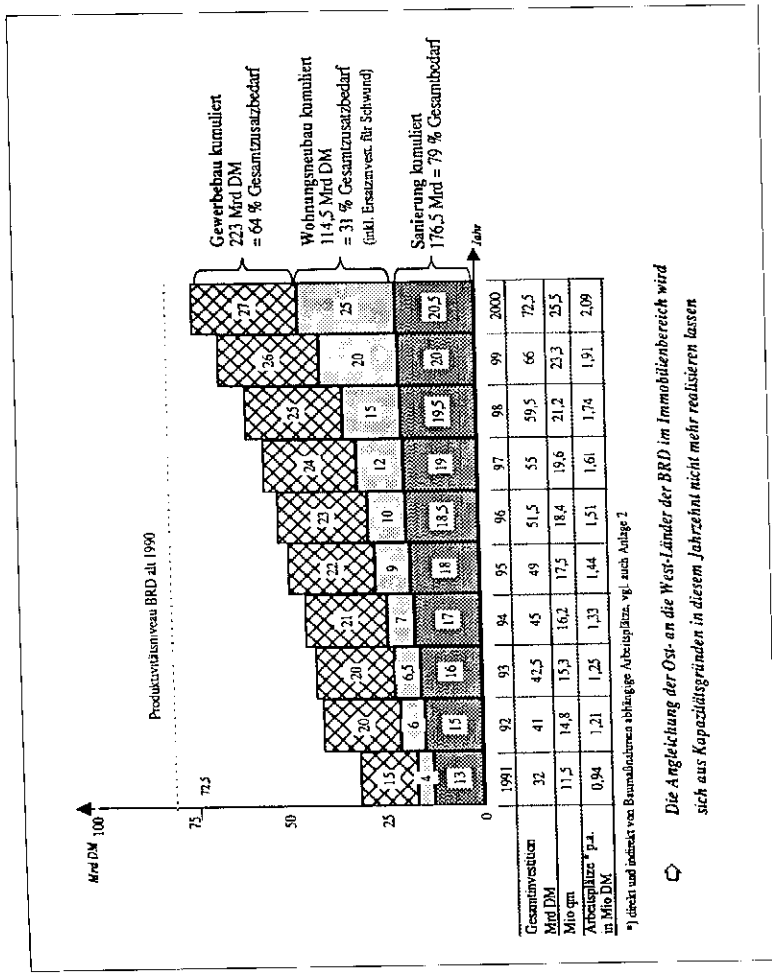 Mrd DM
100
Produktivitätsniveau BRD alt 1990
75
72,5
50
25
0
15 20 20 21 22 23 24 25 26 27
4 6 6,5 7 9 10 12 15 20 25
13 15 16 17 18 18,5 19 19,5 20 20,5
Jahr
Gewerbebau kumuliert
223 Mrd DM
= 64 % Gesamtzusatzbedarf
Wohnungsneubau kumuliert
114,5 Mrd DM
= 31 % Gesamtzusatzbedarf
(inkl. Ersatzinvest. für Schwund)
Sanierung kumuliert
176,5 Mrd = 79 % Gesamtbedarf
1991 92 93 94 95 96 97 98 99 2000
Gesamtinvestition
Mrd DM 32 41 42,5 45 49 51,5 55 59,5 66 72,5
Mio qm 11,5 14,8 15,3 16,2 17,5 18,4 19,6 21,2 23,3 25,5
Arbeitsplätze * p.a.
in Mio DM 0,94 1,21 1,25 1,33 1,44 1,51 1,61 1,74 1,91 2,09
*) direkt und indirekt von Baumaßnahmen abhängige Arbeitsplätze, vgl. auch Anlage 2
Die Angleichung der Ost- an die West-Länder der BRD im Immobilienbereich wird
sich aus Kapazitätsgründen in diesem Jahrzehnt nicht mehr realisieren lassen